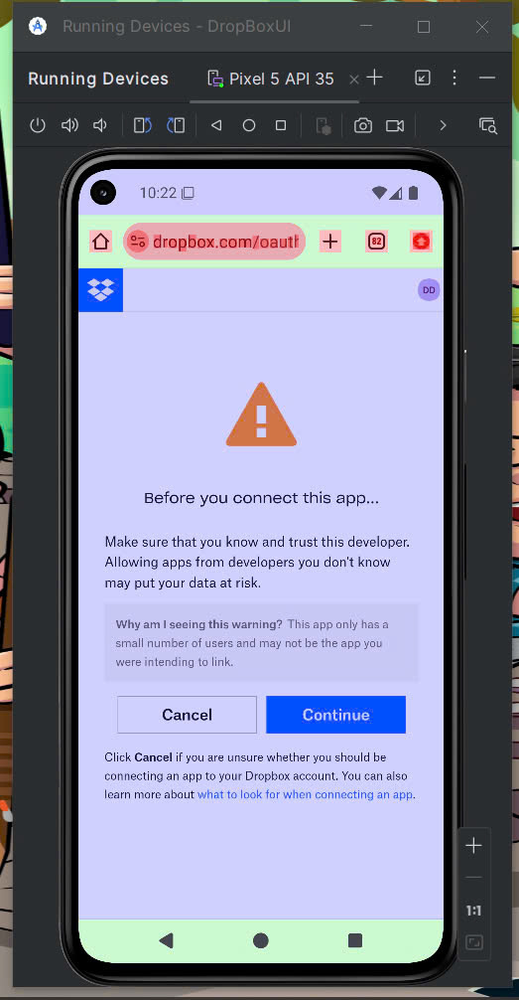 Running Devices - DropBoxUI
Running Devices
Pixel 5 API 35
10:22
dropbox.com/oauth
82
DD
Before you connect this app...
Make sure that you know and trust this developer.
Allowing apps from developers you don't know
may put your data at risk.
Why am I seeing this warning? This app only has a
small number of users and may not be the app you
were intending to link.
Cancel
Continue
Click Cancel if you are unsure whether you should be
connecting an app to your Dropbox account. You can also
learn more about what to look for when connecting an app.
1:1